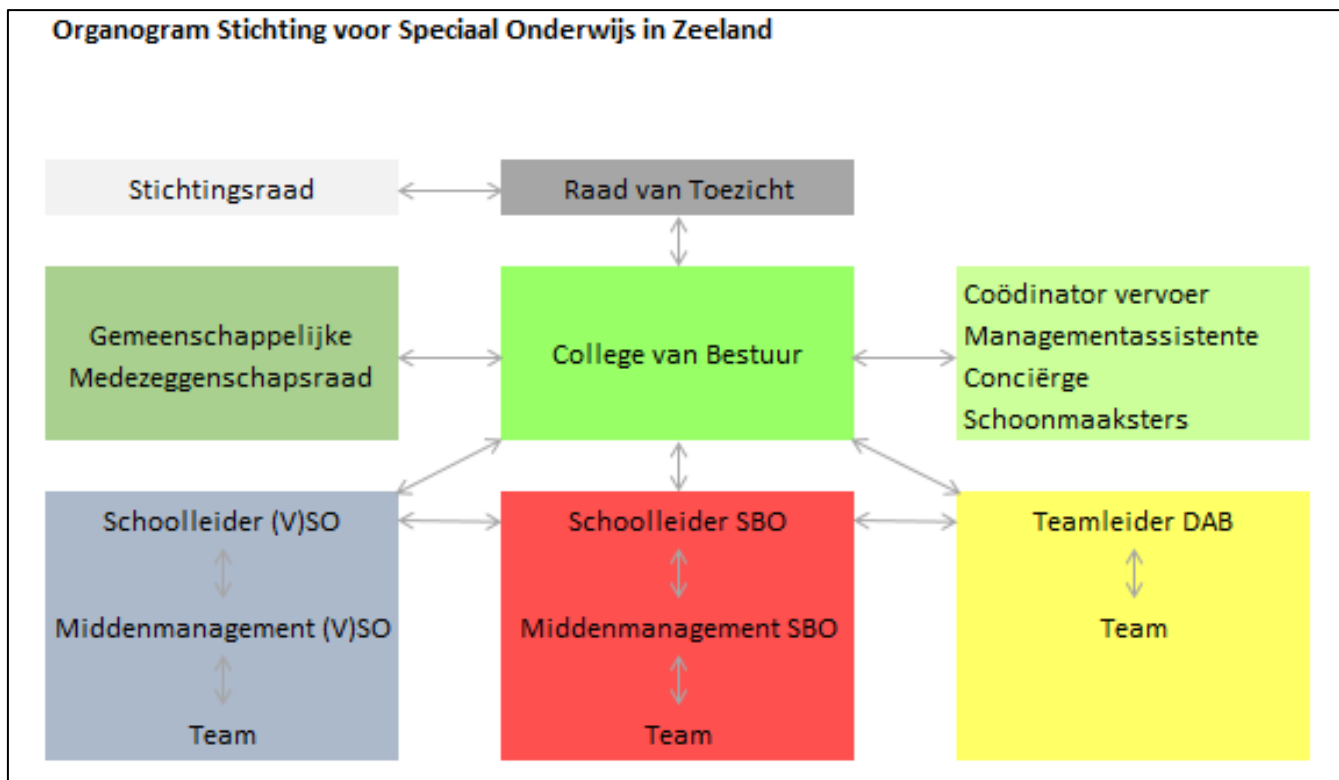 Organogram Stichting voor Speciaal Onderwijs in Zeeland
Stichtingsraad
Raad van Toezicht
Gemeenschappelijke
Medezeggenschapsraad
College van Bestuur
Coödinator vervoer
Managementassistente
Conciërge
Schoonmaaksters
Schoolleider (V)SO
Middenmanagement (V)SO
Team
Schoolleider SBO
Middenmanagement SBO
Team
Teamleider DAB
Team